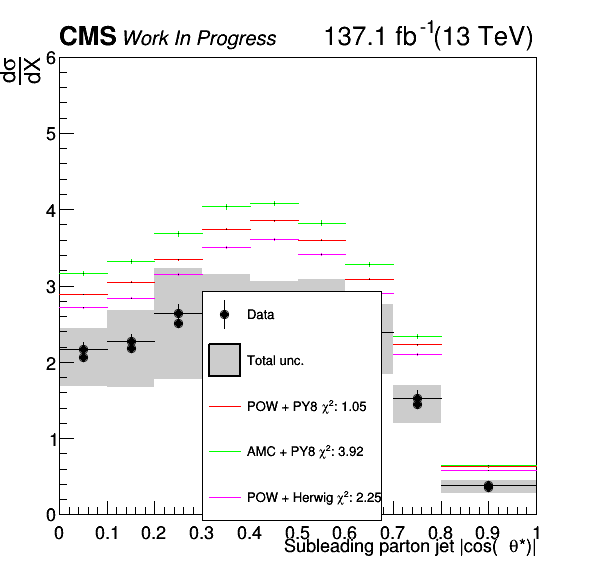 CMS Work In Progress 137.1 fb⁻¹(13 TeV)
dσ
dX
6
5
4
3
2
1
0
Data
Total unc.
POW + PY8 χ²: 1.05
AMC + PY8 χ²: 3.92
POW + Herwig χ²: 2.25
0 0.1 0.2 0.3 0.4 0.5 0.6 0.7 0.8 0.9 1
Subleading parton jet |cos( θ*)|